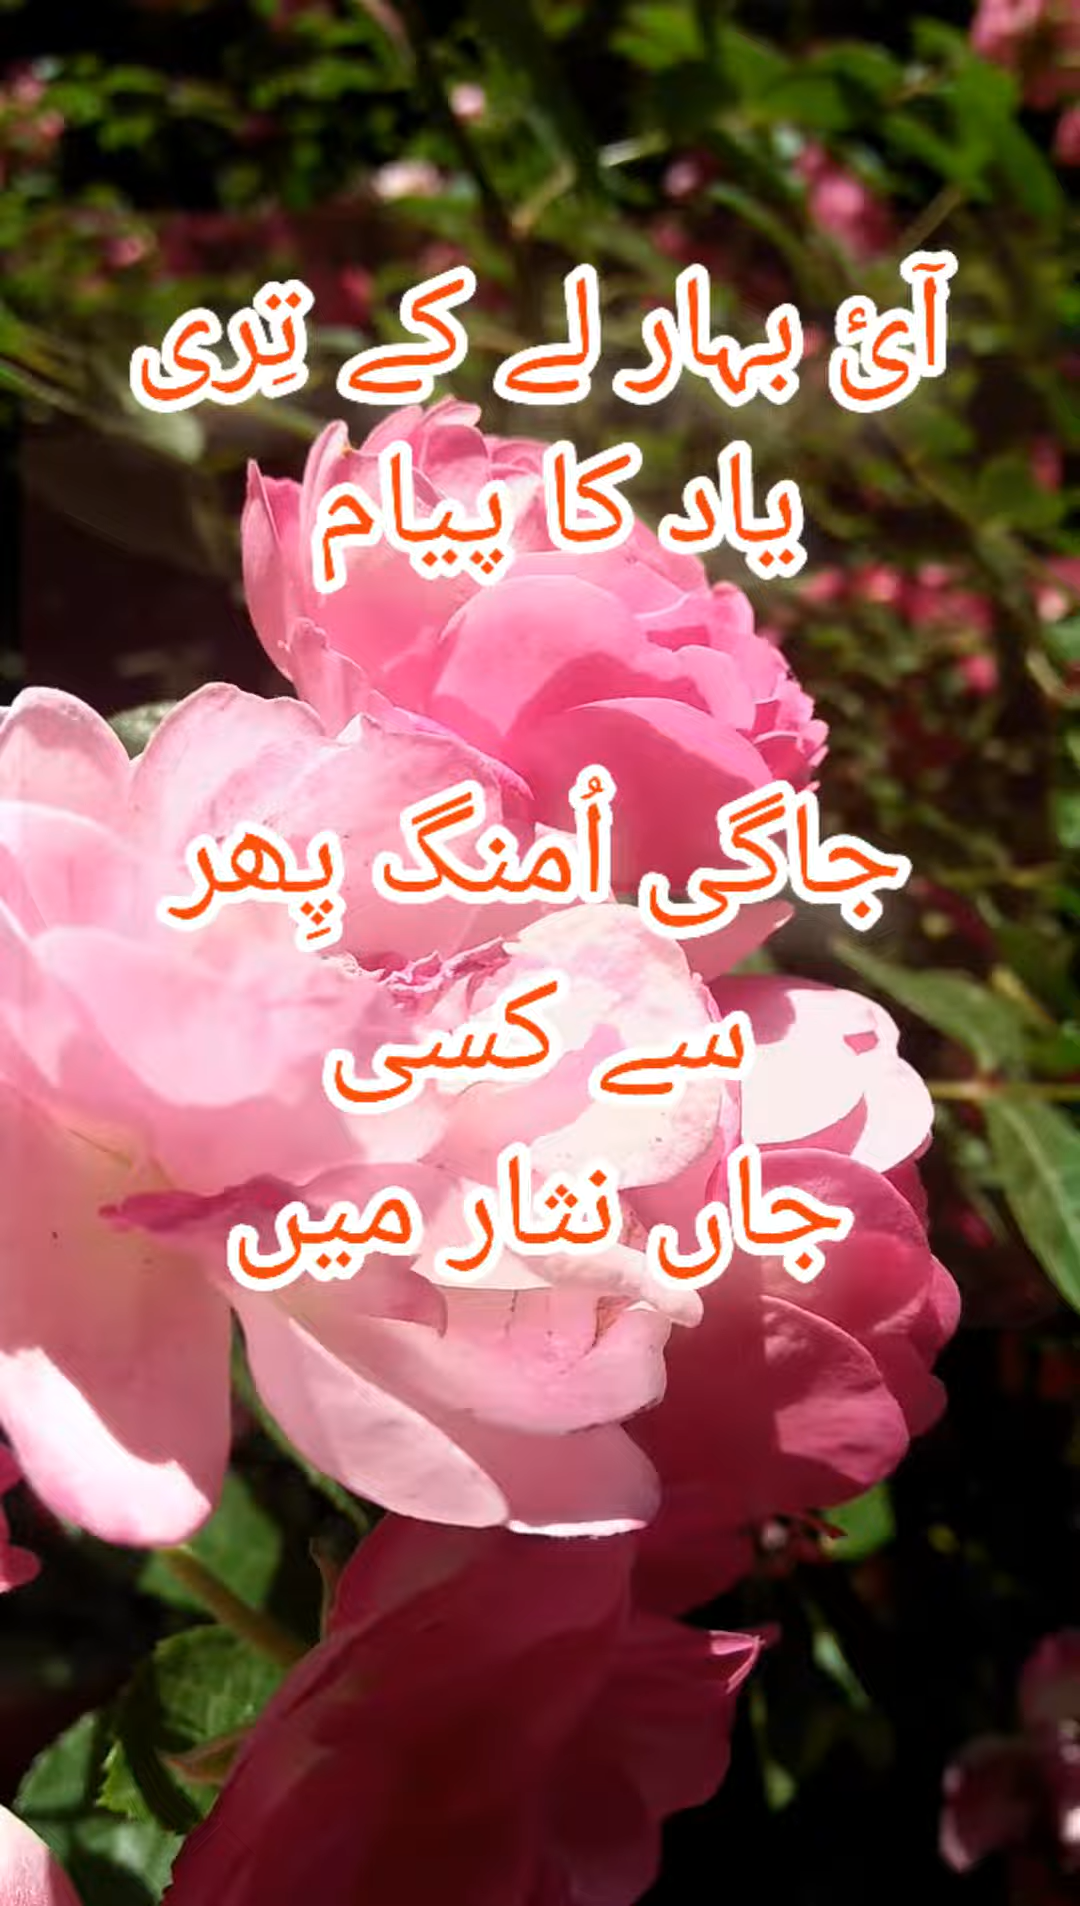 آئ بہار لے کے تِری
یاد کا پیام
جاگی اُمنگ پِھر
سے کسی
جاں نثار میں